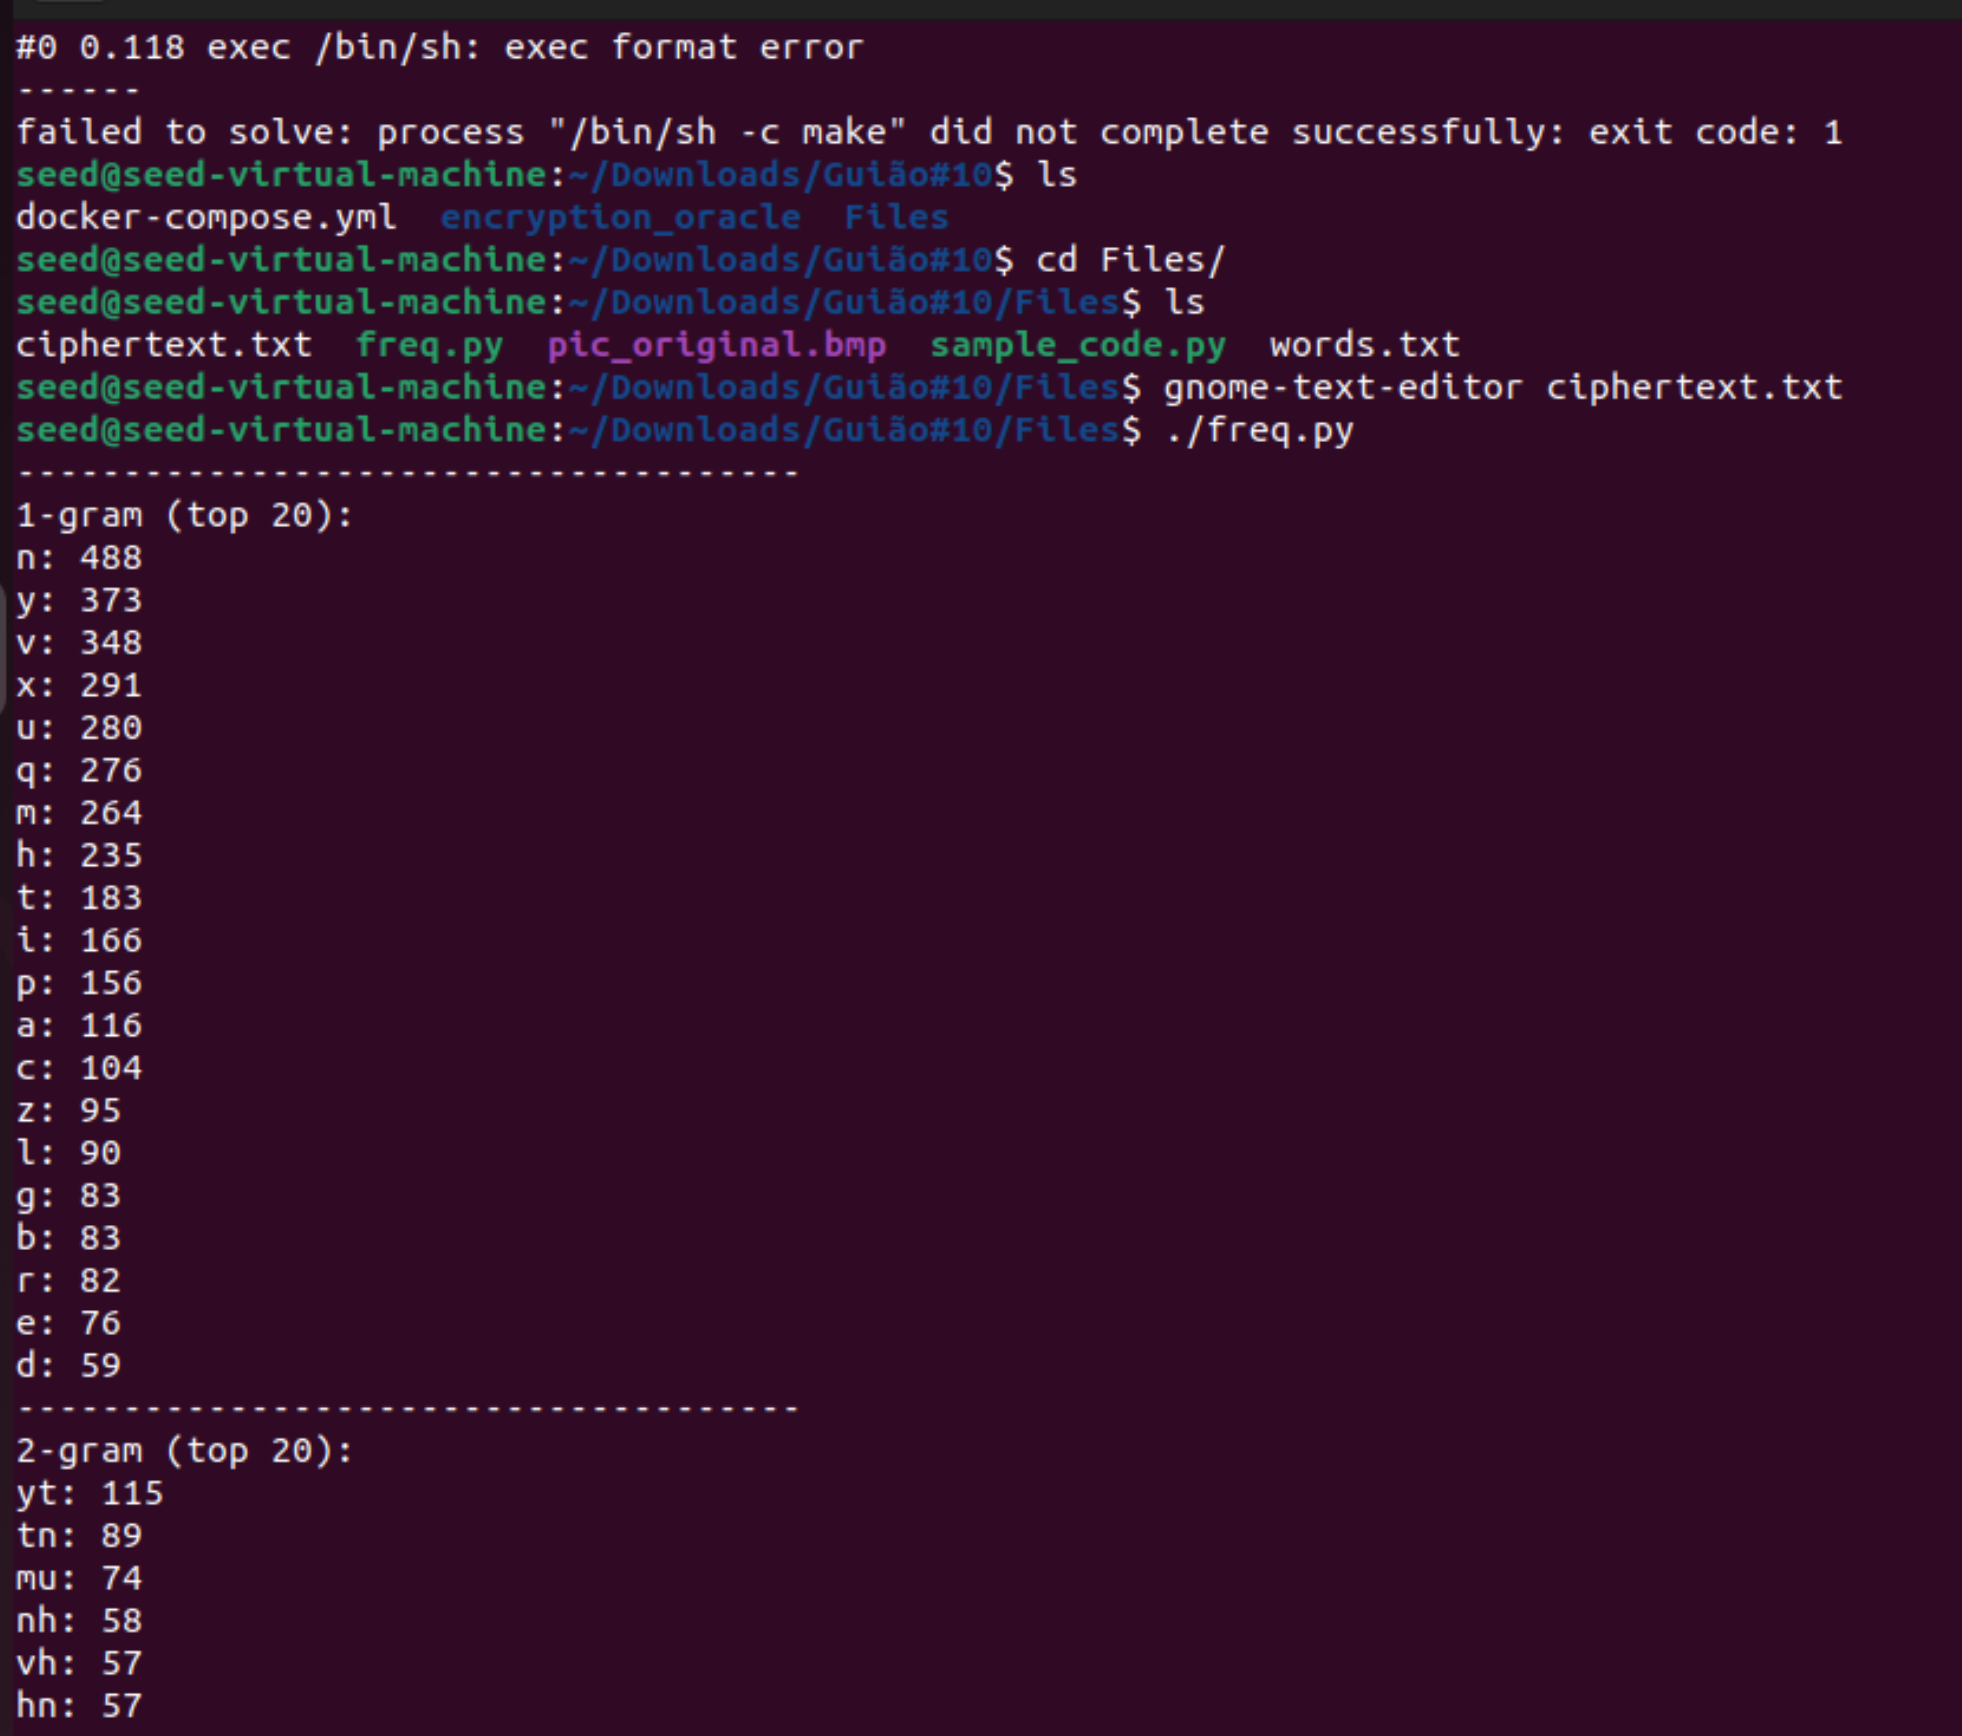 #0 0.118 exec /bin/sh: exec format error
------
failed to solve: process "/bin/sh -c make" did not complete successfully: exit code: 1
seed@seed-virtual-machine:~/Downloads/Guião#10$ ls
docker-compose.yml  encryption_oracle  Files
seed@seed-virtual-machine:~/Downloads/Guião#10$ cd Files/
seed@seed-virtual-machine:~/Downloads/Guião#10/Files$ ls
ciphertext.txt  freq.py  pic_original.bmp  sample_code.py  words.txt
seed@seed-virtual-machine:~/Downloads/Guião#10/Files$ gnome-text-editor ciphertext.txt
seed@seed-virtual-machine:~/Downloads/Guião#10/Files$ ./freq.py
-------------------------------------
1-gram (top 20):
n: 488
y: 373
v: 348
x: 291
u: 280
q: 276
m: 264
h: 235
t: 183
i: 166
p: 156
a: 116
c: 104
z: 95
l: 90
g: 83
b: 83
r: 82
e: 76
d: 59
-------------------------------------
2-gram (top 20):
yt: 115
tn: 89
mu: 74
nh: 58
vh: 57
hn: 57